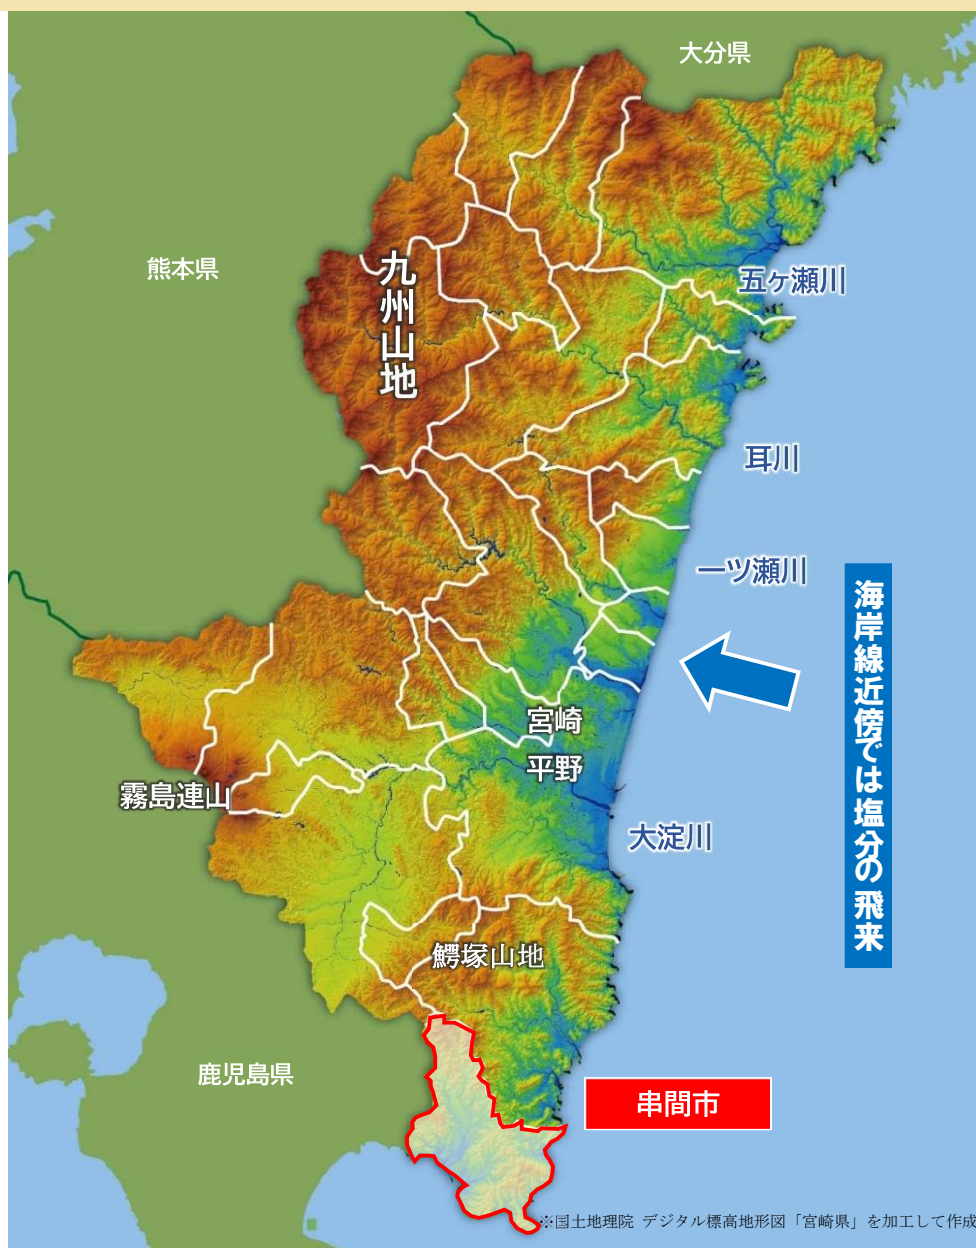 大分県
熊本県
九州山地
五ヶ瀬川
耳川
一ツ瀬川
海岸線近傍では塩分の飛来
宮崎
平野
霧島連山
大淀川
鰐塚山地
鹿児島県
串間市
※国土地理院 デジタル標高地形図「宮崎県」を加工して作成